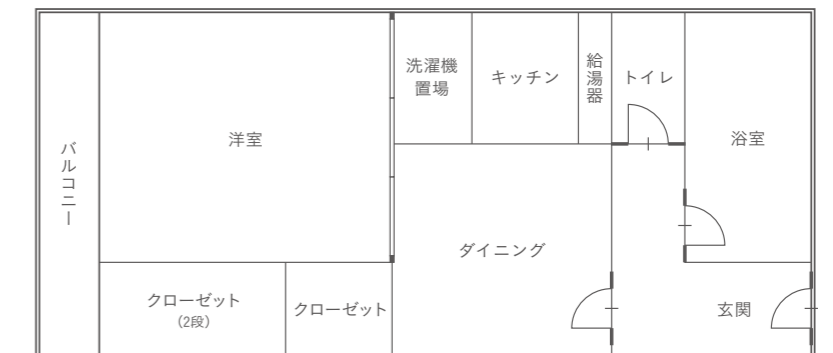 バルコニー
洋室
クローゼット
(2段)
クローゼット
洗濯機
置場
キッチン
給湯器
トイレ
浴室
ダイニング
玄関